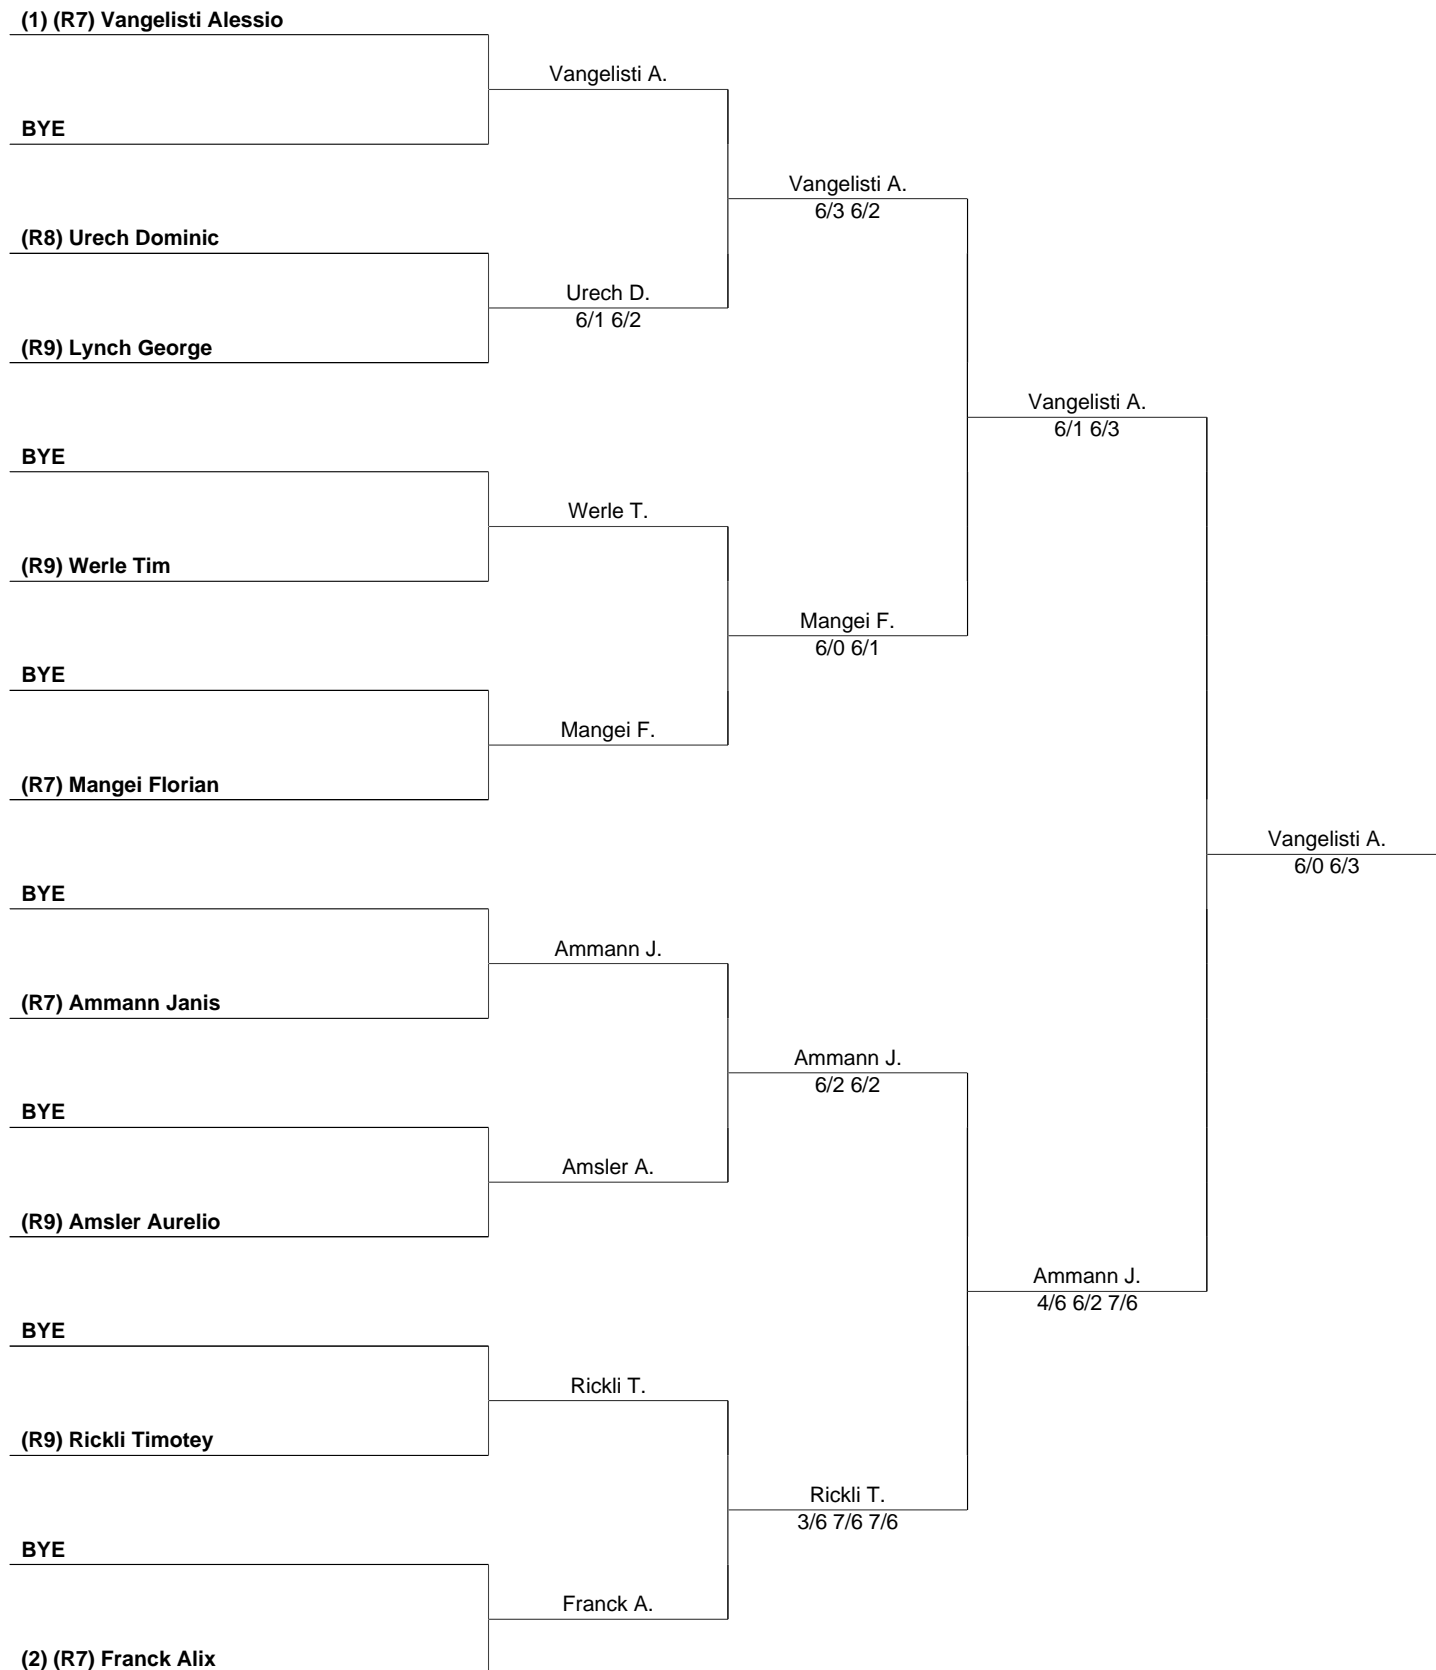 (1) (R7) Vangelisti Alessio
Vangelisti A.
BYE
Vangelisti A.
6/3 6/2
(R8) Urech Dominic
Urech D.
6/1 6/2
(R9) Lynch George
Vangelisti A.
6/1 6/3
BYE
Werle T.
(R9) Werle Tim
Mangei F.
6/0 6/1
BYE
Mangei F.
(R7) Mangei Florian
Vangelisti A.
6/0 6/3
BYE
Ammann J.
(R7) Ammann Janis
Ammann J.
6/2 6/2
BYE
Amsler A.
(R9) Amsler Aurelio
Ammann J.
4/6 6/2 7/6
BYE
Rickli T.
(R9) Rickli Timotey
Rickli T.
3/6 7/6 7/6
BYE
Franck A.
(2) (R7) Franck Alix